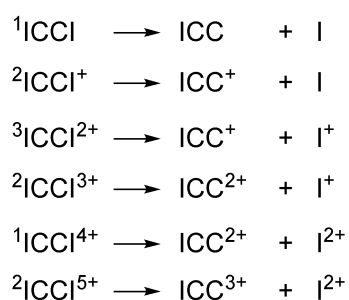 ¹ICCI ⟶ ICC + I
²ICCI⁺ ⟶ ICC⁺ + I
³ICCI²⁺ ⟶ ICC⁺ + I⁺
²ICCI³⁺ ⟶ ICC²⁺ + I⁺
¹ICCI⁴⁺ ⟶ ICC²⁺ + I²⁺
²ICCI⁵⁺ ⟶ ICC³⁺ + I²⁺